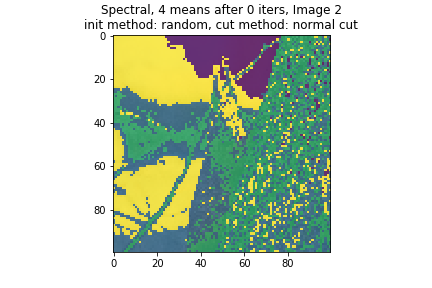 Spectral, 4 means after 0 iters, Image 2
init method: random, cut method: normal cut
0
20
40
60
80
0 20 40 60 80